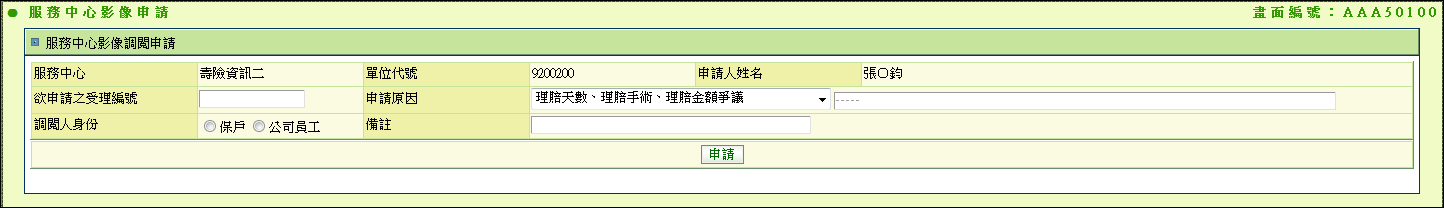 服務中心影像申請 畫面編號：AAA50100
服務中心影像調閱申請
服務中心 壽險資訊二 單位代號 9200200 申請人姓名 張○鈞
欲申請之受理編號 申請原因 理賠天數、理賠手術、理賠金額爭議 -----
調閱人身份 保戶 公司員工 備註
申請